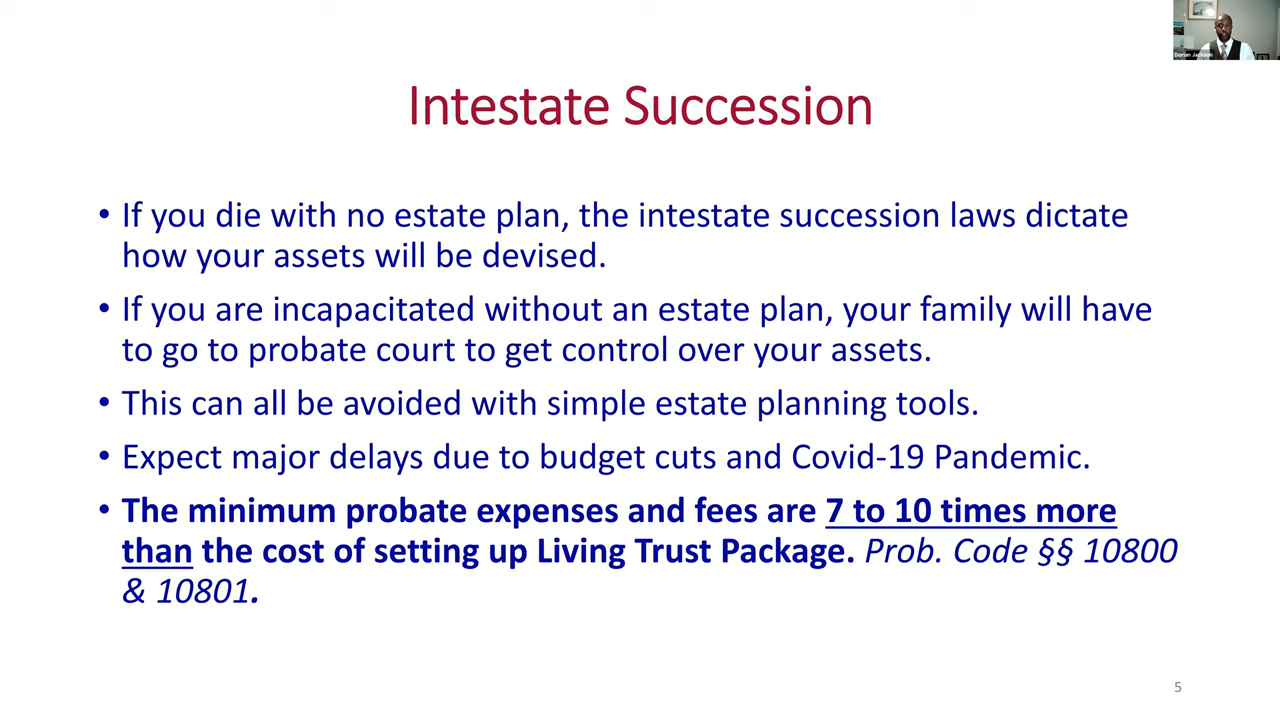 Dorian Jackson
Intestate Succession
• If you die with no estate plan, the intestate succession laws dictate
how your assets will be devised.
• If you are incapacitated without an estate plan, your family will have
to go to probate court to get control over your assets.
• This can all be avoided with simple estate planning tools.
• Expect major delays due to budget cuts and Covid-19 Pandemic.
• The minimum probate expenses and fees are 7 to 10 times more
than the cost of setting up Living Trust Package. Prob. Code §§ 10800
& 10801.
5